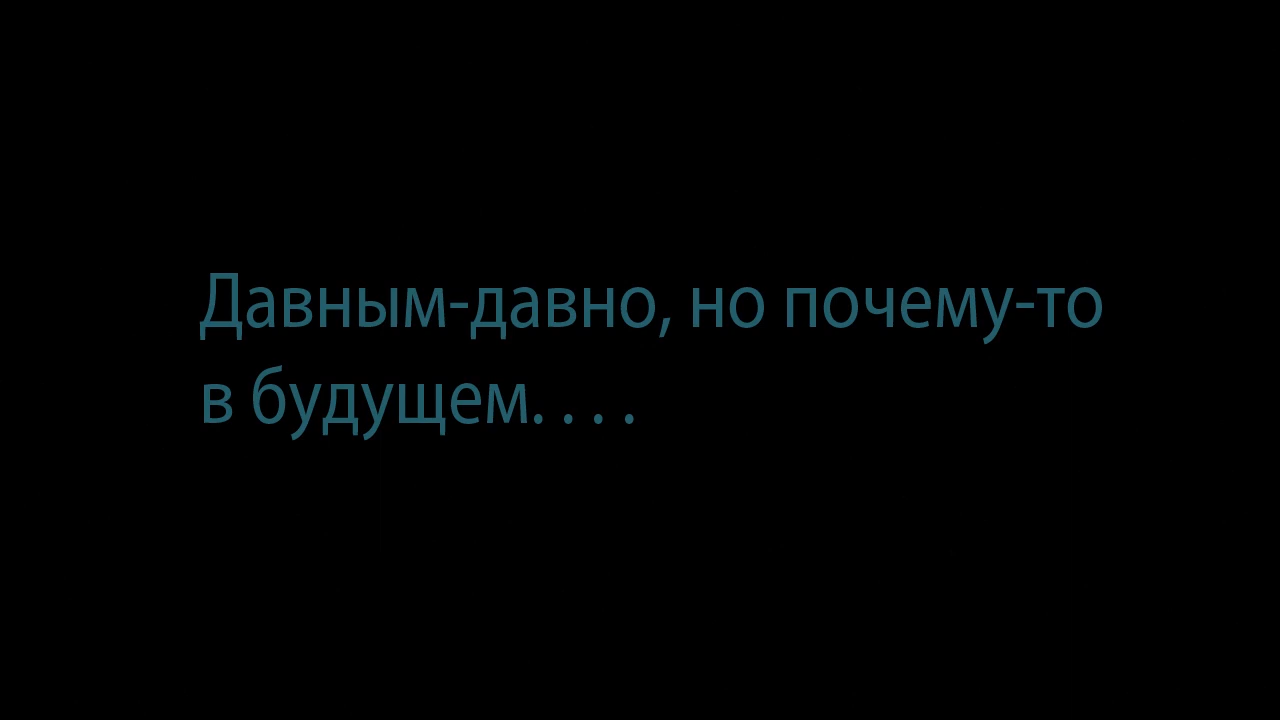 Давным-давно, но почему-то
в будущем. . . .